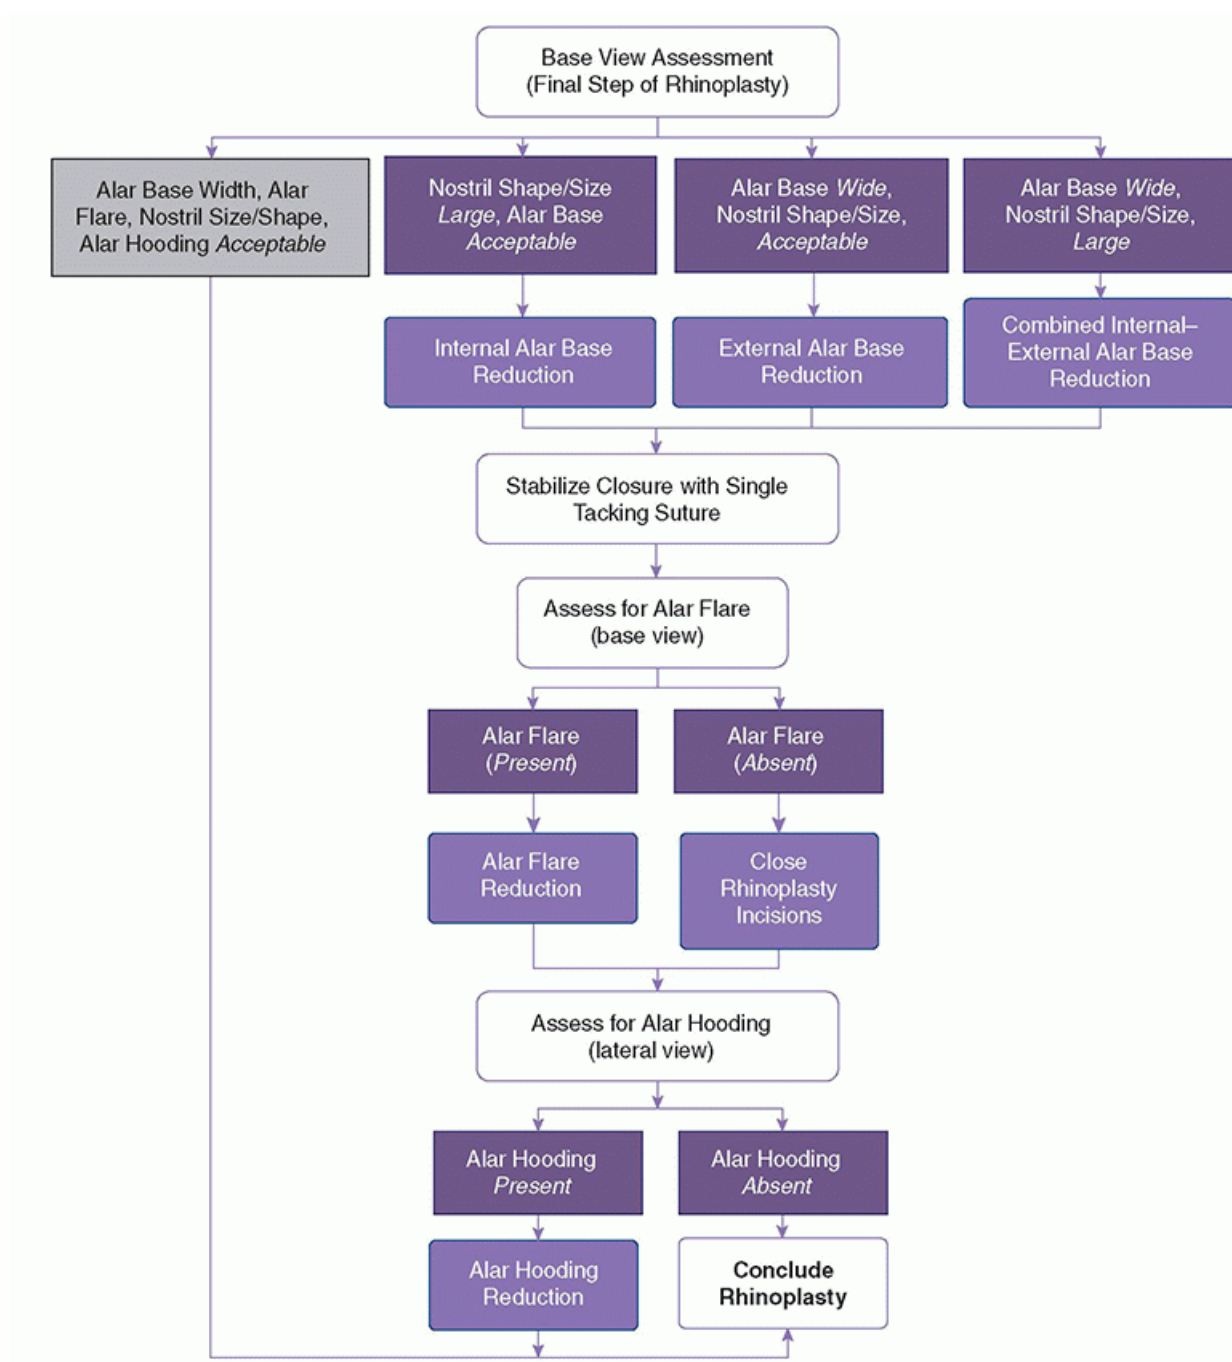 Base View Assessment
(Final Step of Rhinoplasty)
Alar Base Width, Alar
Flare, Nostril Size/Shape,
Alar Hooding Acceptable
Nostril Shape/Size
Large, Alar Base
Acceptable
Alar Base Wide,
Nostril Shape/Size,
Acceptable
Alar Base Wide,
Nostril Shape/Size,
Large
Internal Alar Base
Reduction
External Alar Base
Reduction
Combined Internal–
External Alar Base
Reduction
Stabilize Closure with Single
Tacking Suture
Assess for Alar Flare
(base view)
Alar Flare
(Present)
Alar Flare
(Absent)
Alar Flare
Reduction
Close
Rhinoplasty
Incisions
Assess for Alar Hooding
(lateral view)
Alar Hooding
Present
Alar Hooding
Absent
Alar Hooding
Reduction
Conclude
Rhinoplasty